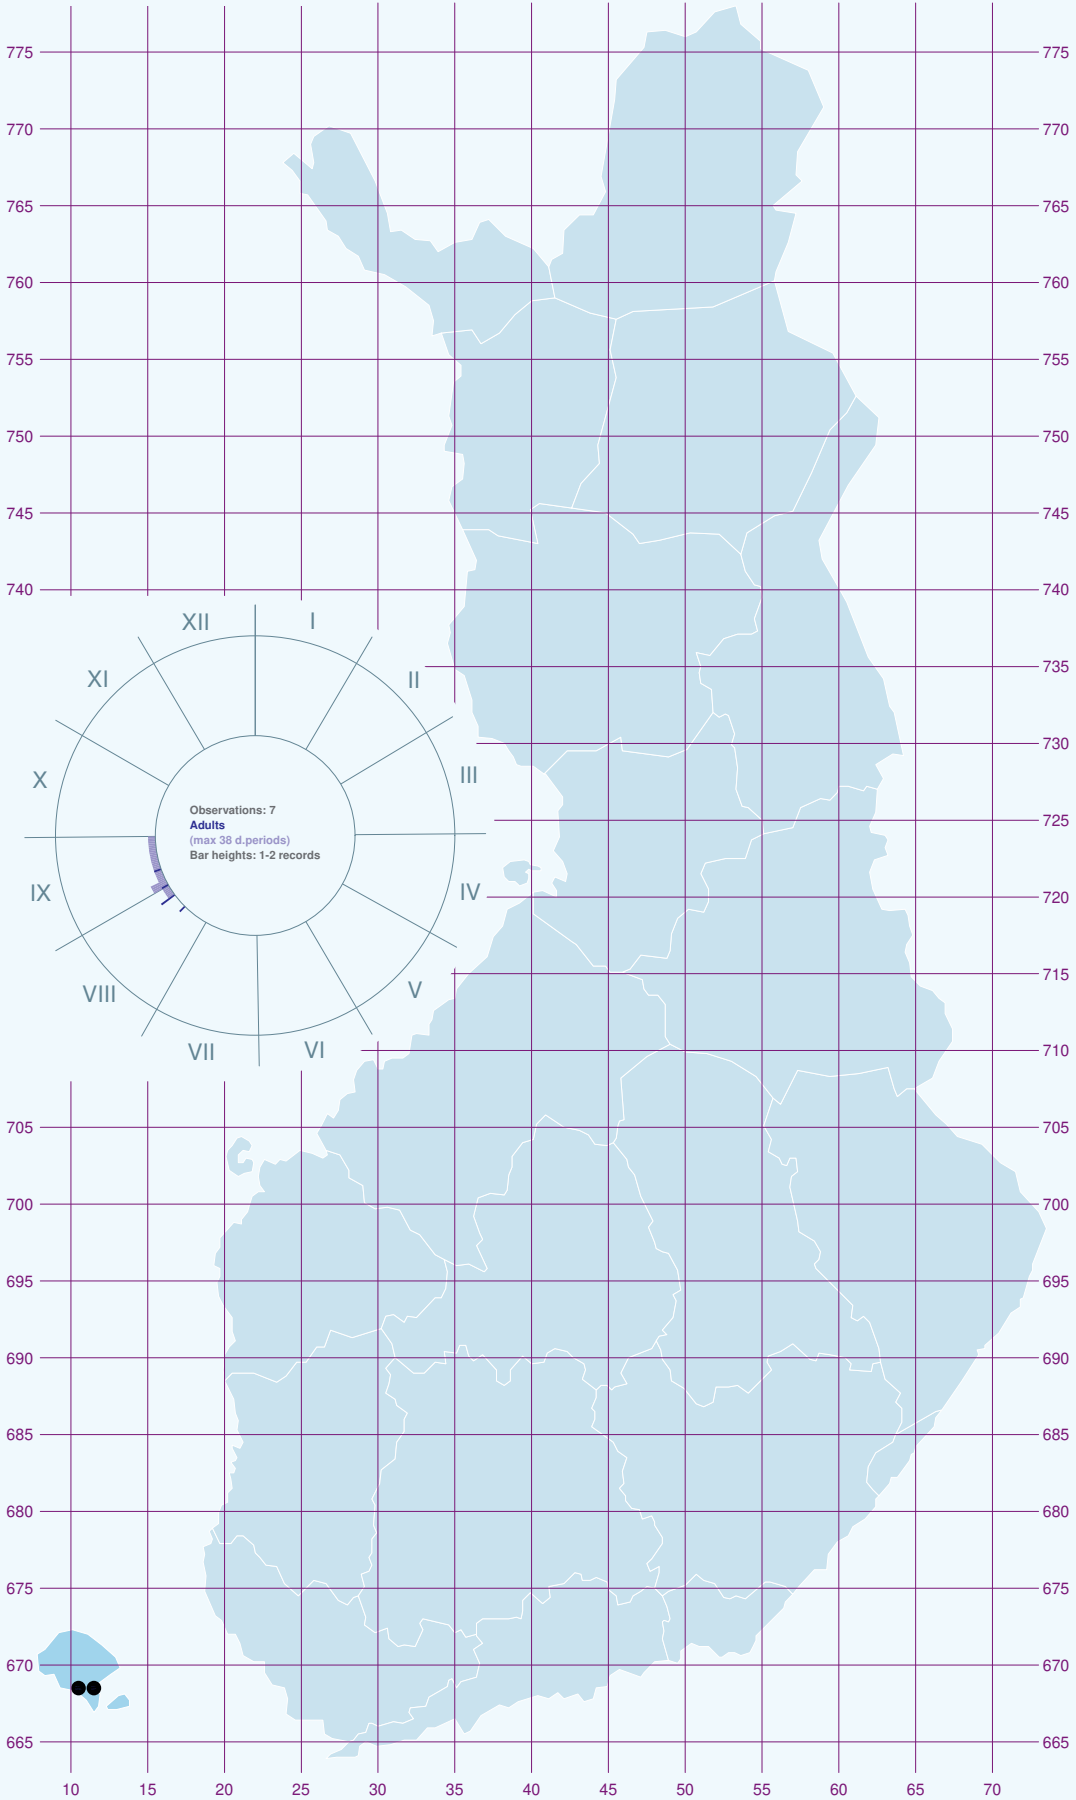 775 775
770 770
765 765
760 760
755 755
750 750
745 745
740 740
XII I
XI II
735
730
X III
Observations: 7
Adults
(max 38 d.periods)
Bar heights: 1-2 records
725
IX IV
720
VIII V
715
VII VI
710
705 705
700 700
695 695
690 690
685 685
680 680
675 675
670 670
665 665
10 15 20 25 30 35 40 45 50 55 60 65 70